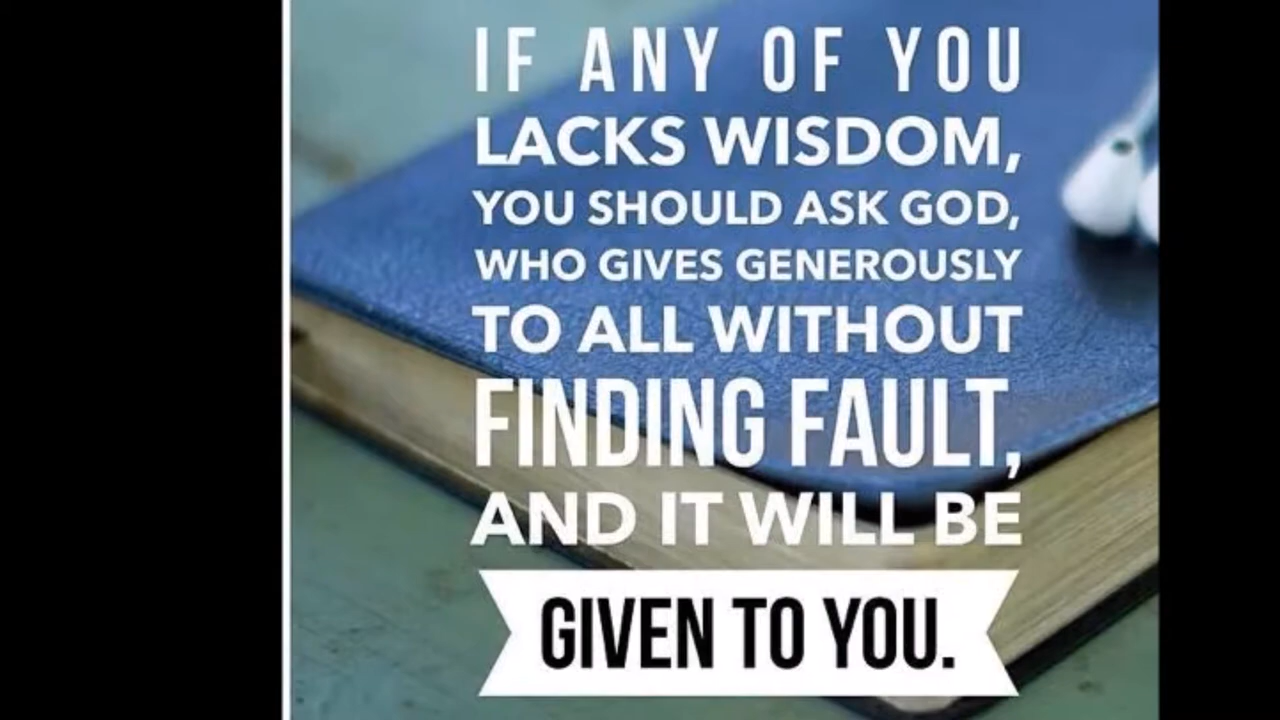 IF ANY OF YOU
LACKS WISDOM,
YOU SHOULD ASK GOD,
WHO GIVES GENEROUSLY
TO ALL WITHOUT
FINDING FAULT,
AND IT WILL BE
GIVEN TO YOU.